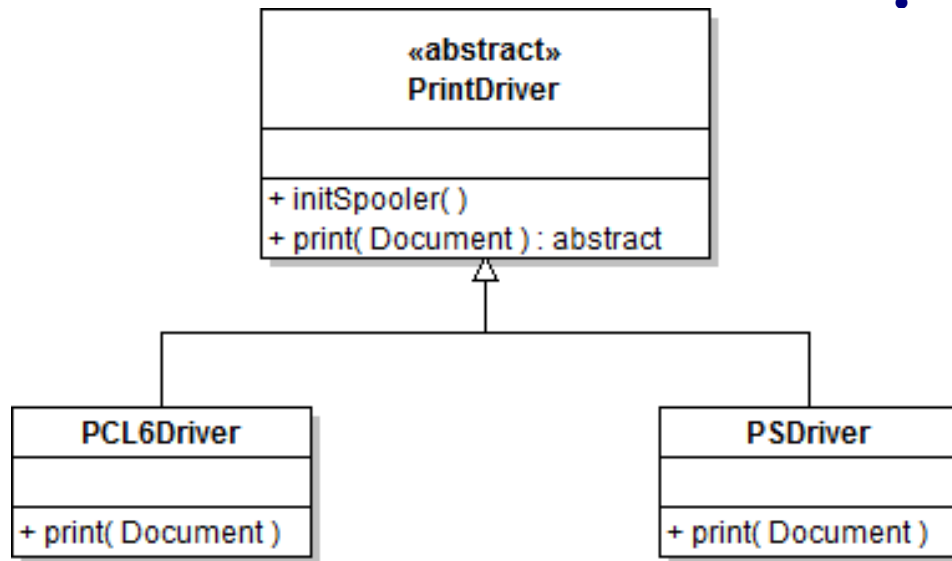 «abstract»
PrintDriver
+ initSpooler( )
+ print( Document ) : abstract
PCL6Driver
+ print( Document )
PSDriver
+ print( Document )